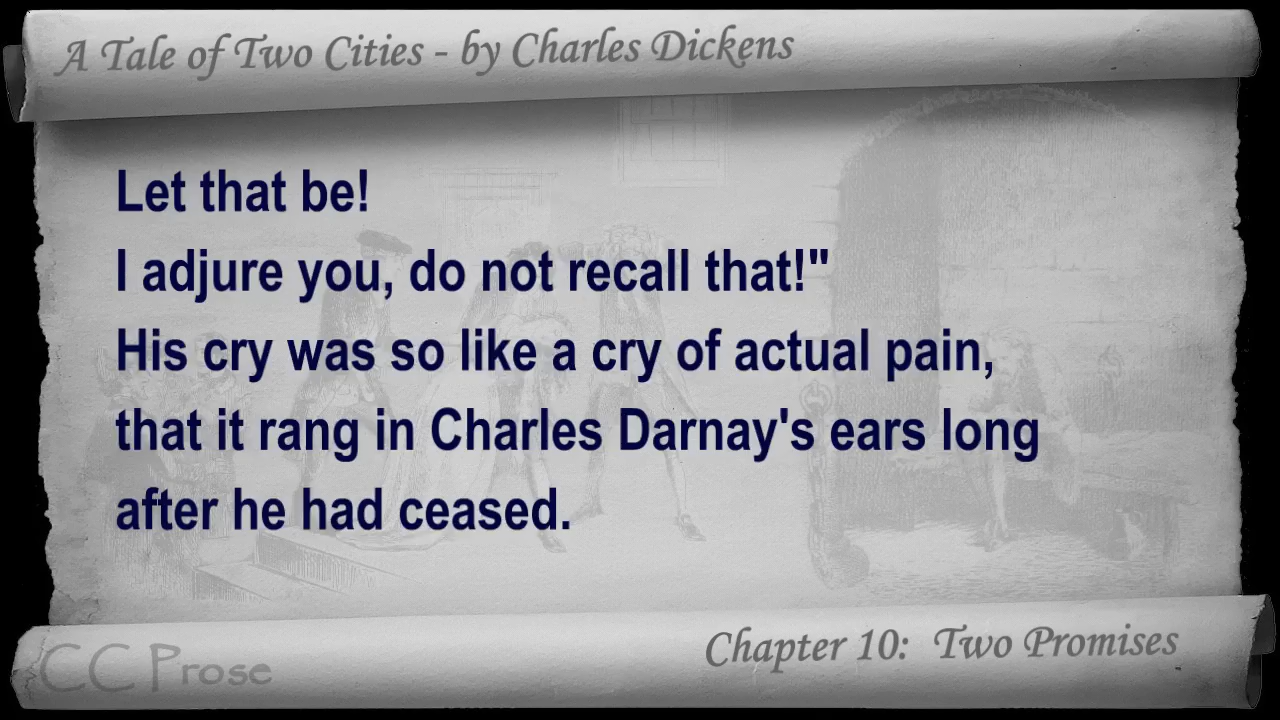 A Tale of Two Cities - by Charles Dickens
Let that be!
I adjure you, do not recall that!"
His cry was so like a cry of actual pain,
that it rang in Charles Darnay's ears long
after he had ceased.
Chapter 10: Two Promises
CC Prose